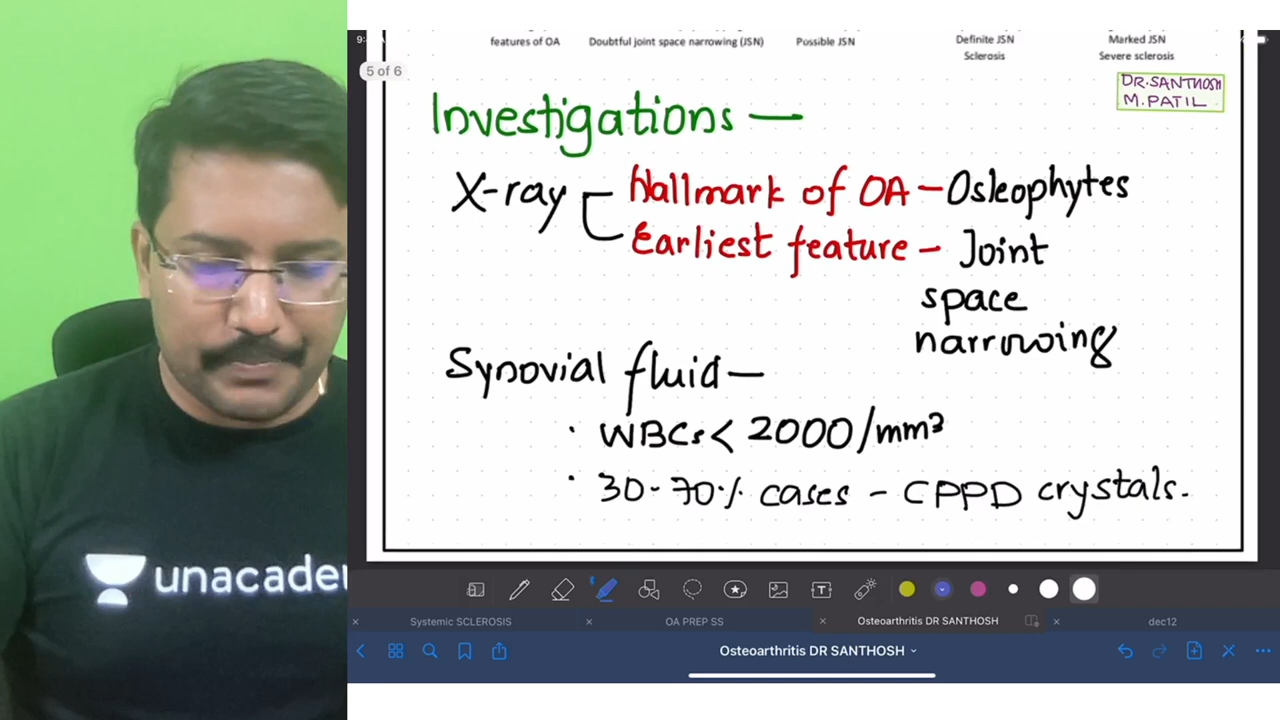 9:
features of OA Doubtful joint space narrowing (JSN) Possible JSN Definite JSN Marked JSN
Sclerosis Severe sclerosis
5 of 6
DR.SANTHOSH
M.PATIL
Investigations —
X-ray Hallmark of OA – Osteophytes
Earliest feature – Joint
space
narrowing
Synovial fluid —
• WBCs < 2000/mm³
• 30-70% cases – CPPD crystals.
unacade
Systemic SCLEROSIS OA PREP SS Osteoarthritis DR SANTHOSH dec12
Osteoarthritis DR SANTHOSH